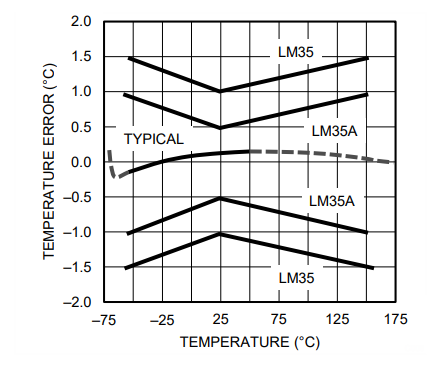 2.0
LM35
1.5
1.0
LM35A
0.5
TYPICAL
0.0
LM35A
–0.5
–1.0
–1.5
LM35
–2.0
–75 –25 25 75 125 175
TEMPERATURE (°C)
TEMPERATURE ERROR (°C)